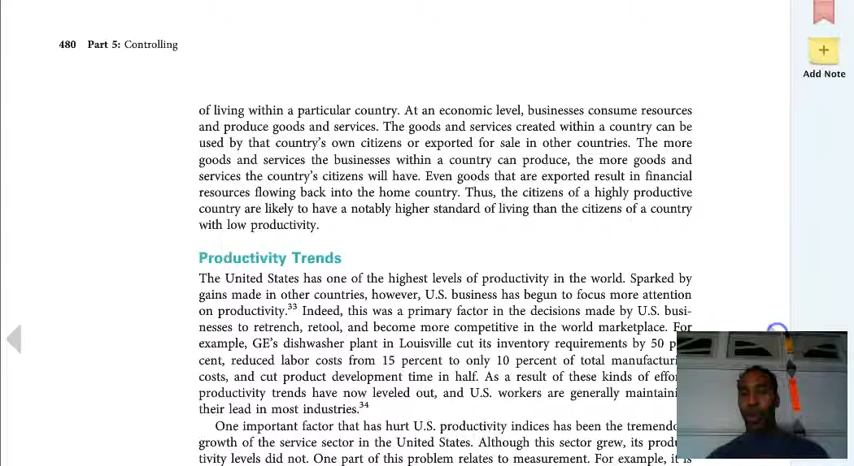 480 Part 5: Controlling
Add Note
of living within a particular country. At an economic level, businesses consume resources
and produce goods and services. The goods and services created within a country can be
used by that country's own citizens or exported for sale in other countries. The more
goods and services the businesses within a country can produce, the more goods and
services the country's citizens will have. Even goods that are exported result in financial
resources flowing back into the home country. Thus, the citizens of a highly productive
country are likely to have a notably higher standard of living than the citizens of a country
with low productivity.
Productivity Trends
The United States has one of the highest levels of productivity in the world. Sparked by
gains made in other countries, however, U.S. business has begun to focus more attention
on productivity.33 Indeed, this was a primary factor in the decisions made by U.S. busi-
nesses to retrench, retool, and become more competitive in the world marketplace. For
example, GE's dishwasher plant in Louisville cut its inventory requirements by 50
cent, reduced labor costs from 15 percent to only 10 percent of total
costs, and cut product development time in half. As a result of these kinds of
productivity trends have now leveled out, and U.S. workers are generally
their lead in most industries.34
One important factor that has hurt U.S. productivity indices has been the
growth of the service sector in the United States. Although this sector grew, its
tivity levels did not. One part of this problem relates to measurement. For example, it is